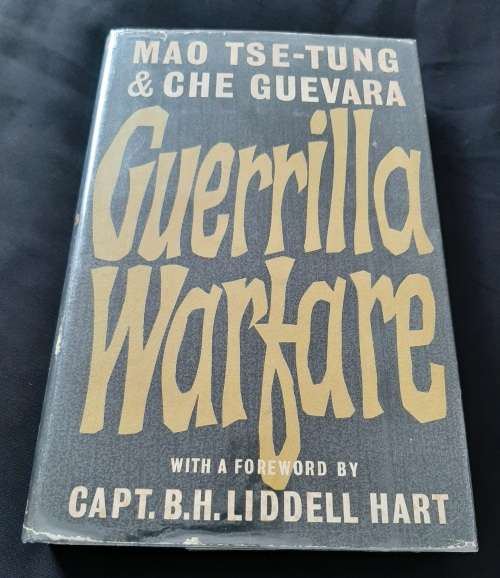 MAO TSE-TUNG
& CHE GUEVARA
Guerrilla
Warfare
WITH A FOREWORD BY
CAPT. B.H. LIDDELL HART